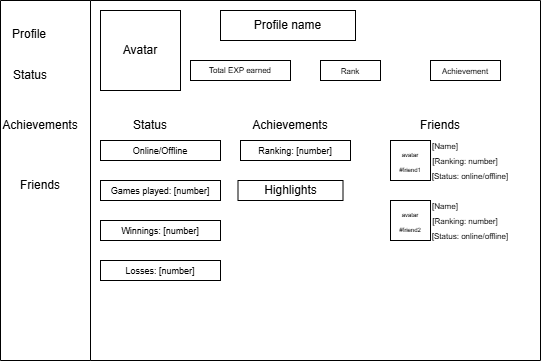 Profile
Status
Achievements
Friends
Avatar
Profile name
Total EXP earned
Rank
Achievement
Status
Online/Offline
Games played: [number]
Winnings: [number]
Losses: [number]
Achievements
Ranking: [number]
Highlights
Friends
avatar
#friend1
[Name]
[Ranking: number]
[Status: online/offline]
avatar
#friend2
[Name]
[Ranking: number]
[Status: online/offline]